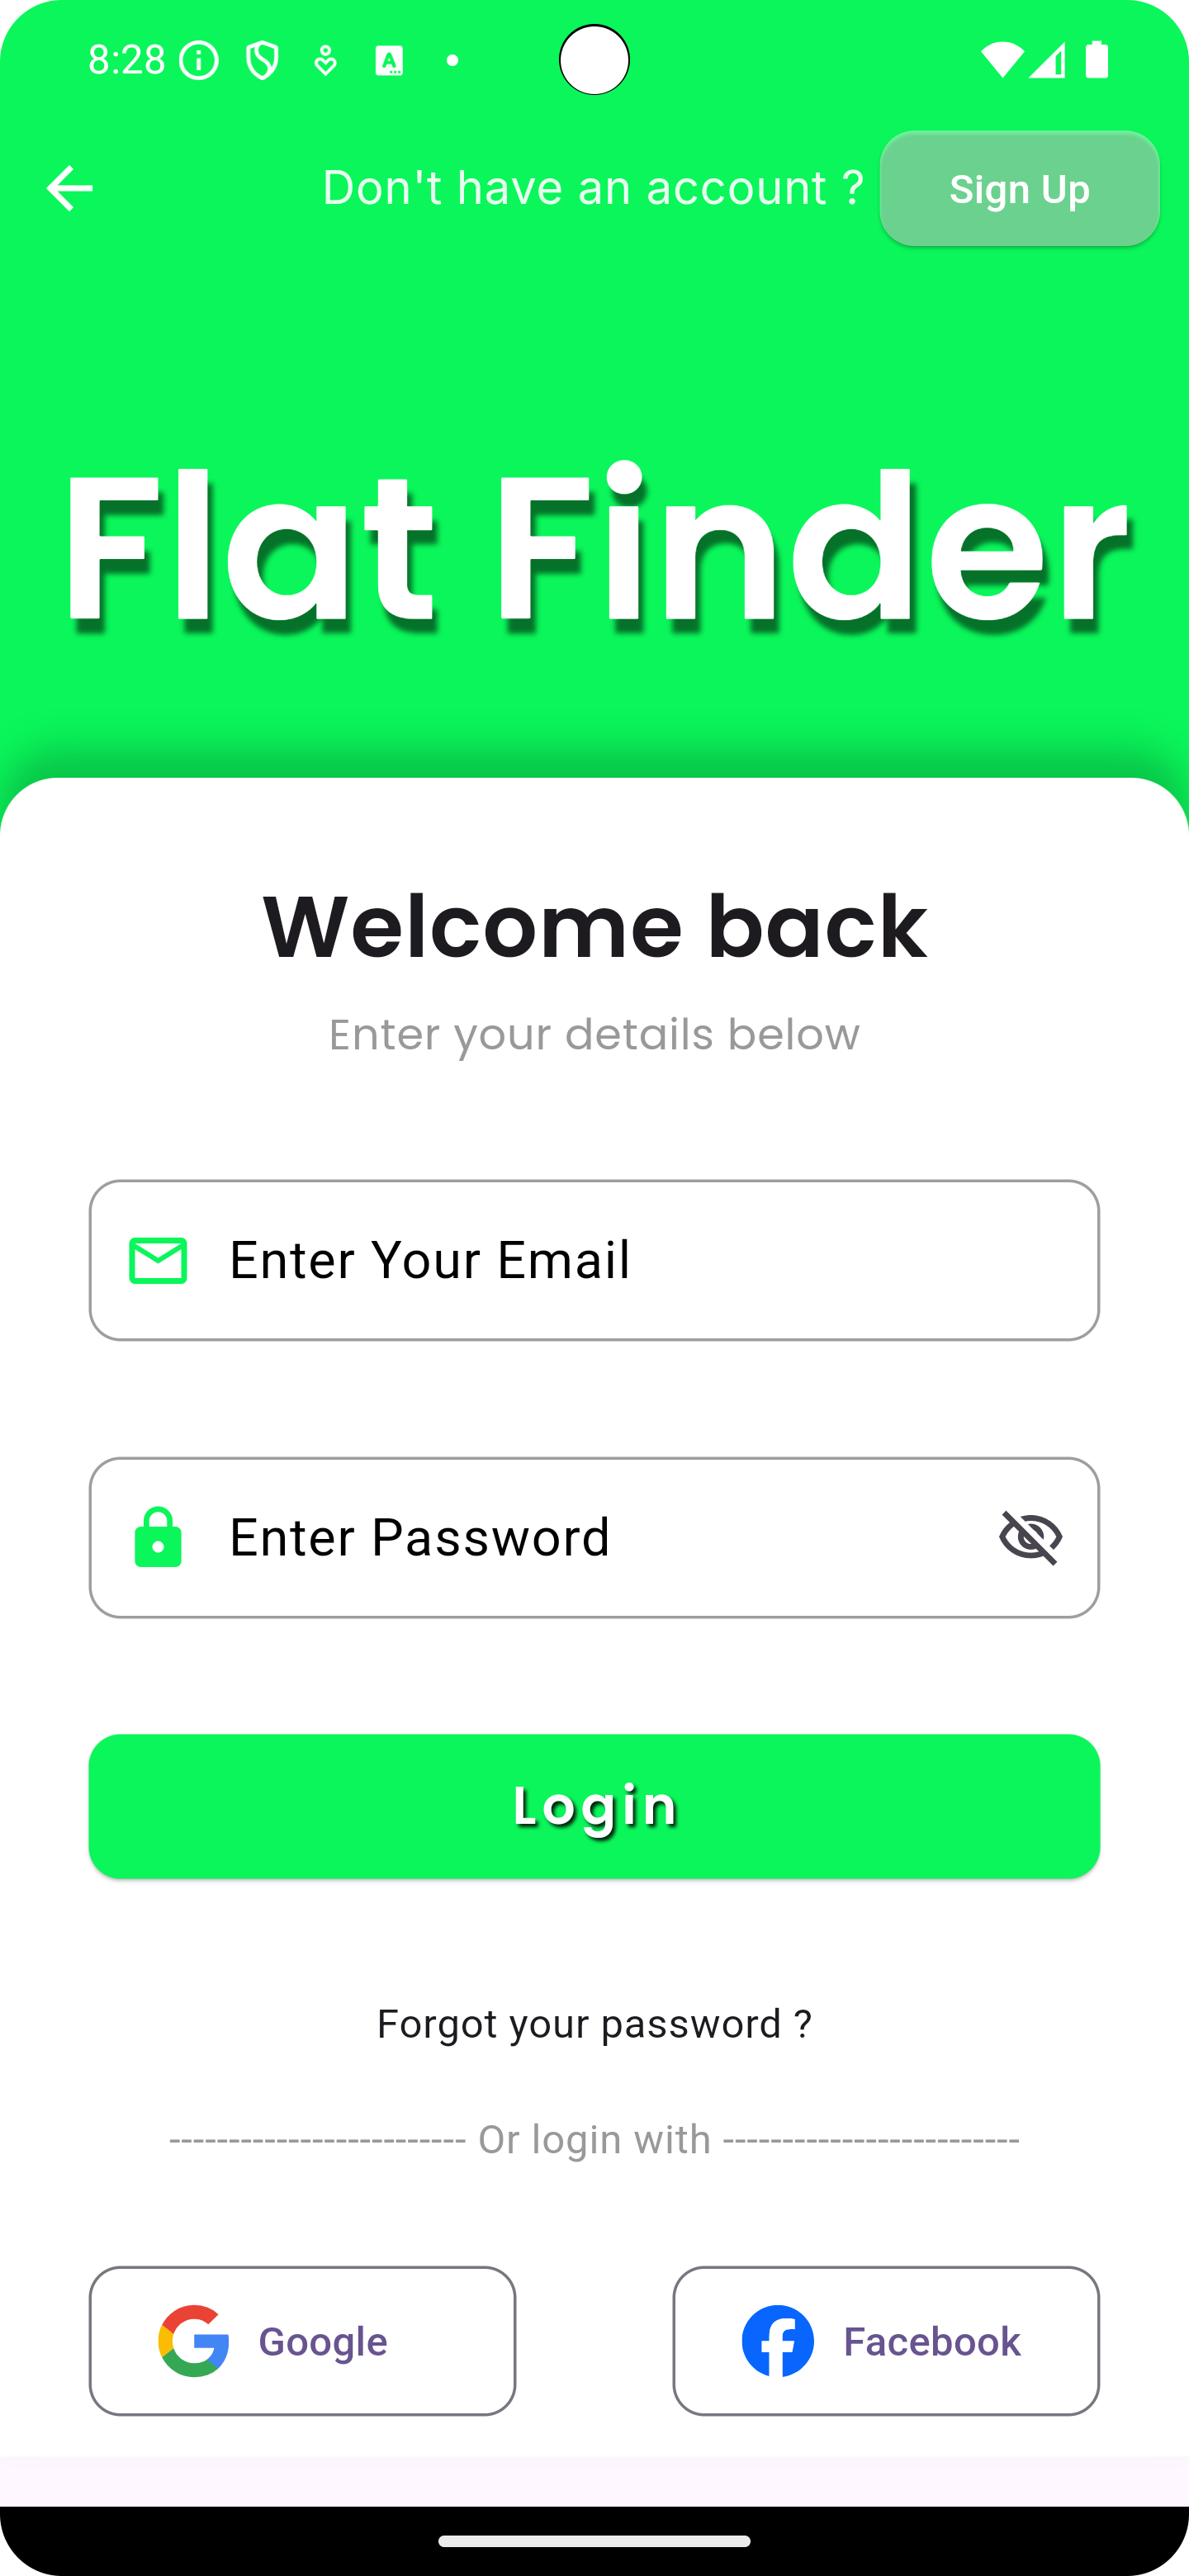 8:28
Don't have an account ? Sign Up
Flat Finder
Welcome back
Enter your details below
Enter Your Email
Enter Password
Login
Forgot your password ?
------------------------- Or login with -------------------------
Google Facebook